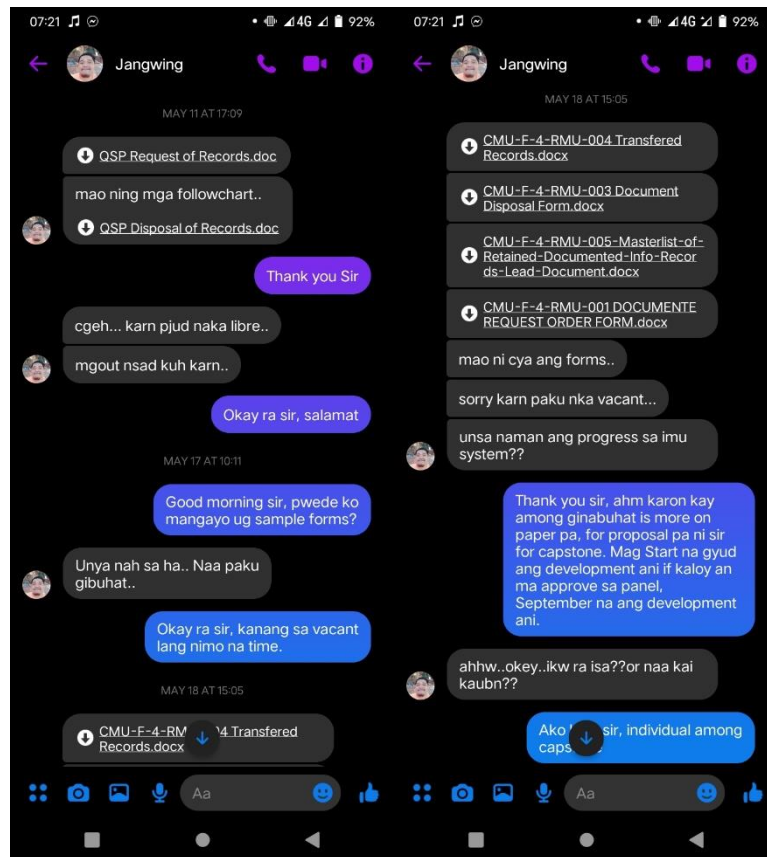 07:21
4G
92%
Jangwing
MAY 11 AT 17:09
QSP Request of Records.doc
mao ning mga followchart..
QSP Disposal of Records.doc
Thank you Sir
cgeh... karn pjud naka libre..
mgout nsad kuh karn..
Okay ra sir, salamat
MAY 17 AT 10:11
Good morning sir, pwede ko
mangayo ug sample forms?
Unya nah sa ha.. Naa paku
gibuhat..
Okay ra sir, kanang sa vacant
lang nimo na time.
MAY 18 AT 15:05
CMU-F-4-RM 4 Transfered
Records.docx
Aa
07:21
4G
92%
Jangwing
MAY 18 AT 15:05
CMU-F-4-RMU-004 Transfered
Records.docx
CMU-F-4-RMU-003 Document
Disposal Form.docx
CMU-F-4-RMU-005-Masterlist-of-
Retained-Documented-Info-Recor
ds-Lead-Document.docx
CMU-F-4-RMU-001 DOCUMENTE
REQUEST ORDER FORM.docx
mao ni cya ang forms..
sorry karn paku nka vacant...
unsa naman ang progress sa imu
system??
Thank you sir, ahm karon kay
among ginabuhat is more on
paper pa, for proposal pa ni sir
for capstone. Mag Start na gyud
ang development ani if kaloy an
ma approve sa panel,
September na ang development
ani.
ahhw..okey..ikw ra isa??or naa kai
kaubn??
Ako sir, individual among
Aa